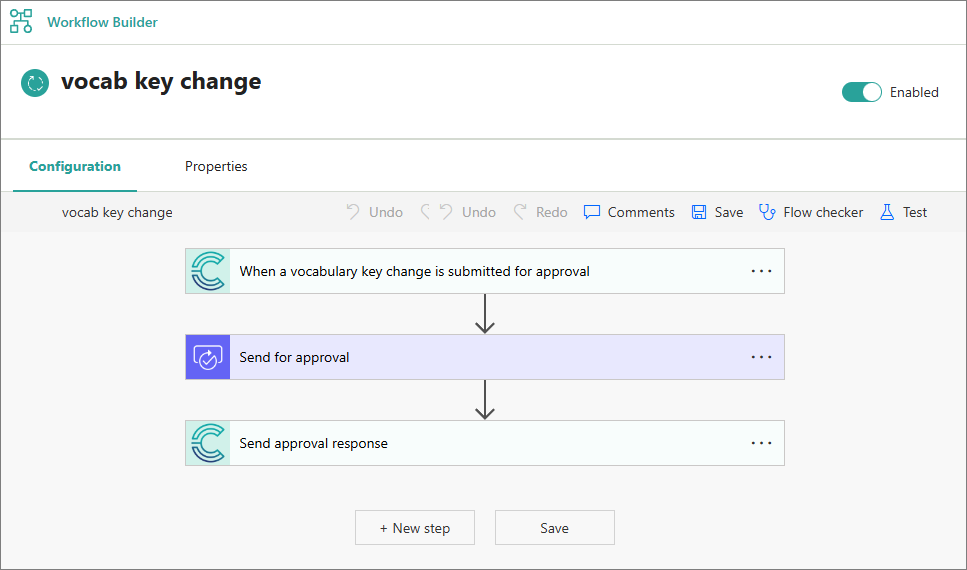 Workflow Builder
vocab key change
Enabled
Configuration Properties
vocab key change Undo Undo Redo Comments Save Flow checker Test
When a vocabulary key change is submitted for approval
Send for approval
Send approval response
+ New step Save